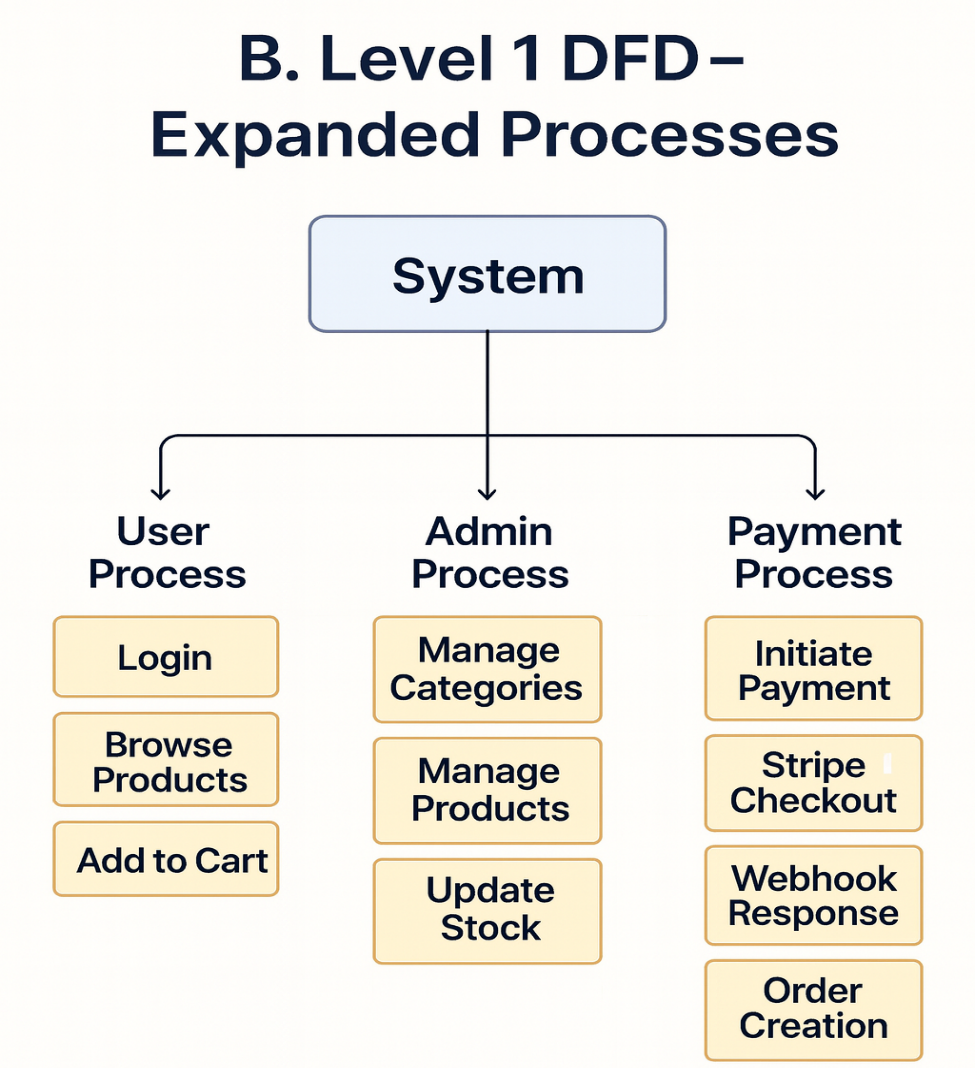 B. Level 1 DFD –
Expanded Processes
System
User
Process
Login
Browse
Products
Add to Cart
Admin
Process
Manage
Categories
Manage
Products
Update
Stock
Payment
Process
Initiate
Payment
Stripe
Checkout
Webhook
Response
Order
Creation